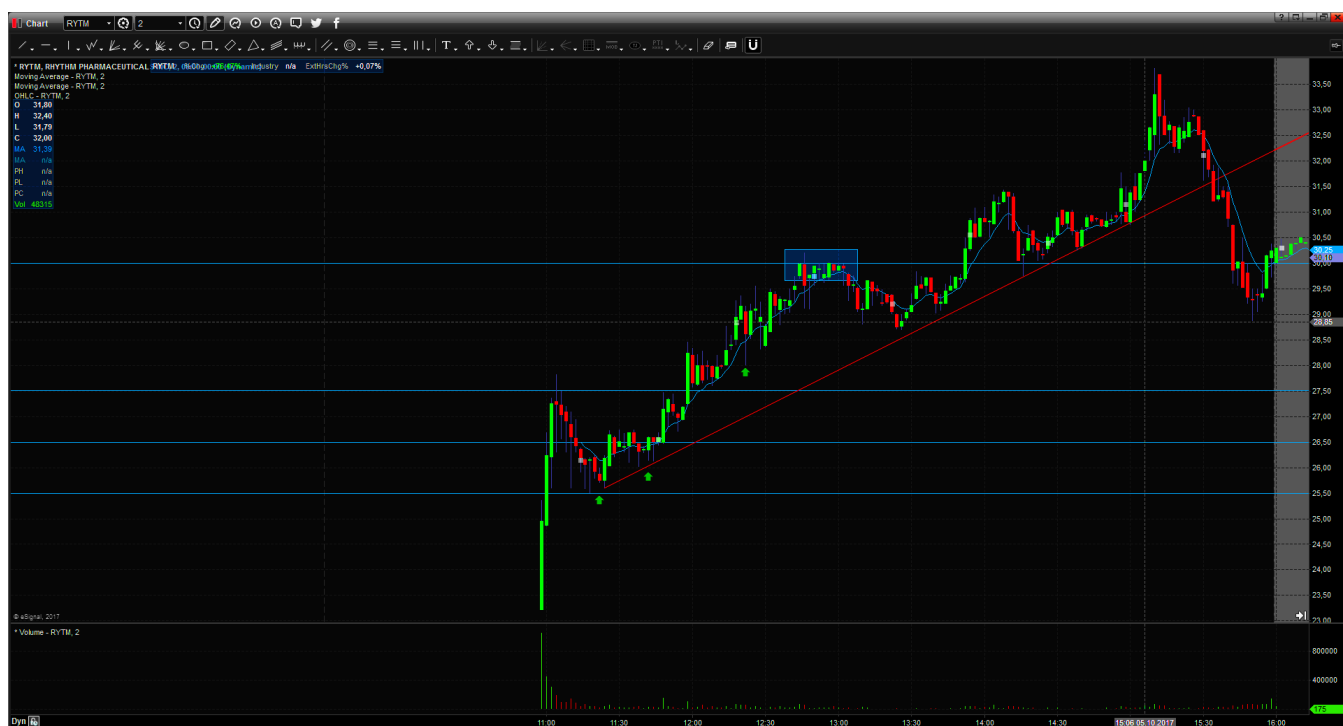 Chart RYTM 2
* RYTM, RHYTHM PHARMACEUTICAL RYTM Industry n/a ExtHrsChg% +0,07%
Moving Average - RYTM, 2
Moving Average - RYTM, 2
OHLC - RYTM, 2
O 31,80
H 32,40
L 31,79
C 32,00
MA 31,39
MA n/a
PH n/a
PL n/a
PC n/a
Vol 48315
33,50
33,00
32,50
32,00
31,50
31,00
30,50
30,25
30,10
30,00
29,50
29,00
28,85
28,50
28,00
27,50
27,00
26,50
26,00
25,50
25,00
24,50
24,00
23,50
23,00
© eSignal, 2017
* Volume - RYTM, 2
800000
400000
175
Dyn 11:00 11:30 12:00 12:30 13:00 13:30 14:00 14:30 15:06 05.10.2017 15:30 16:00